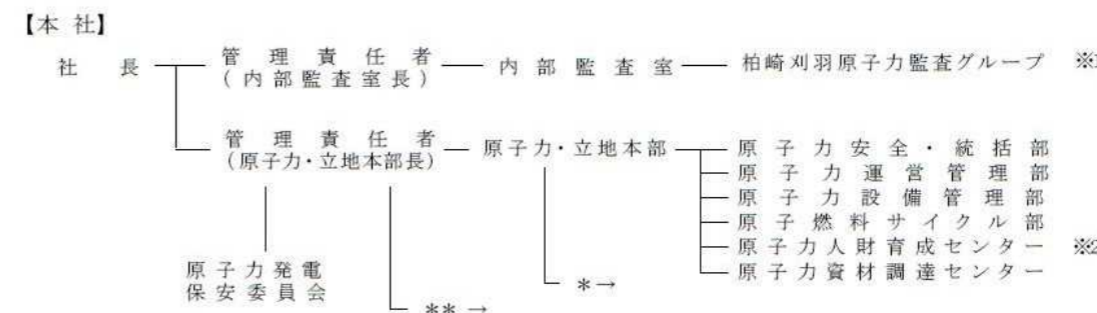 【本社】
社長 管理責任者 内部監査室 柏崎刈羽原子力監査グループ ※1
(内部監査室長)
管理責任者 原子力・立地本部 原子力安全・統括部
(原子力・立地本部長) 原子力運営管理部
原子力設備管理部
原子燃料サイクル部
原子力人財育成センター ※2
原子力資材調達センター
原子力発電
保安委員会
*→
**→